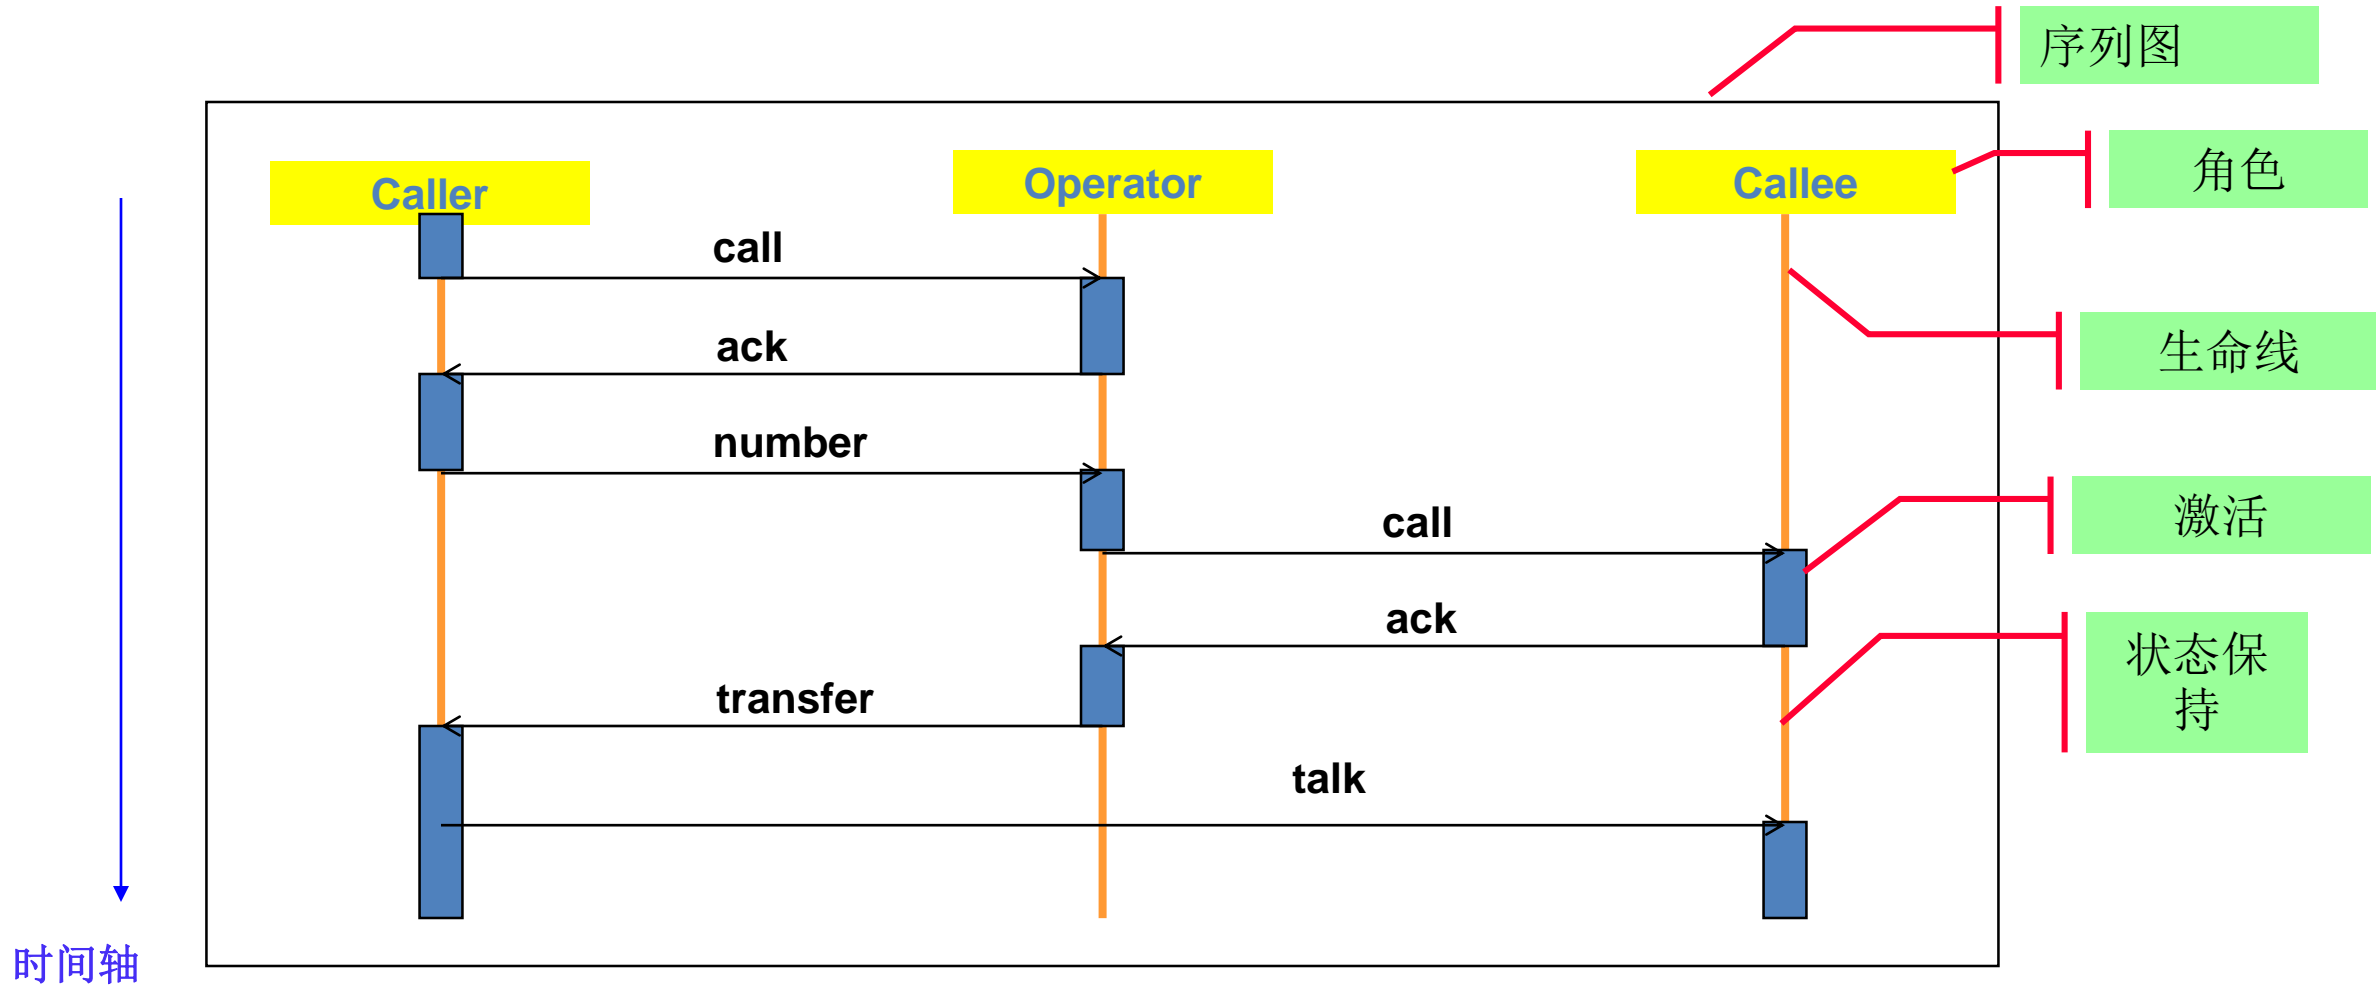 序列图
角色
Caller
Operator
Callee
call
生命线
ack
number
激活
call
ack
状态保
持
transfer
talk
时间轴